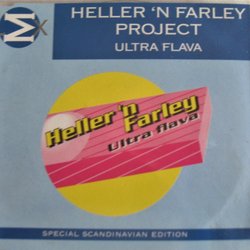 HELLER 'N FARLEY
PROJECT
ULTRA FLAVA
Heller 'n
Farley
Ultra flava
SPECIAL SCANDINAVIAN EDITION